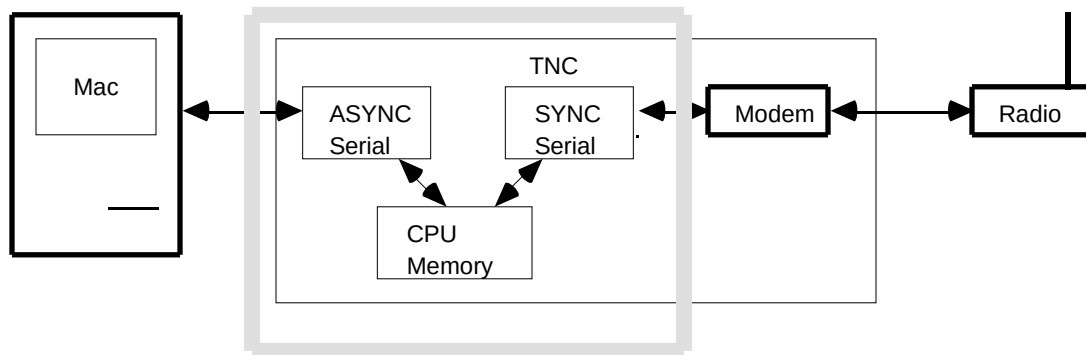 Mac
TNC
ASYNC
Serial
SYNC
Serial
Modem
Radio
CPU
Memory